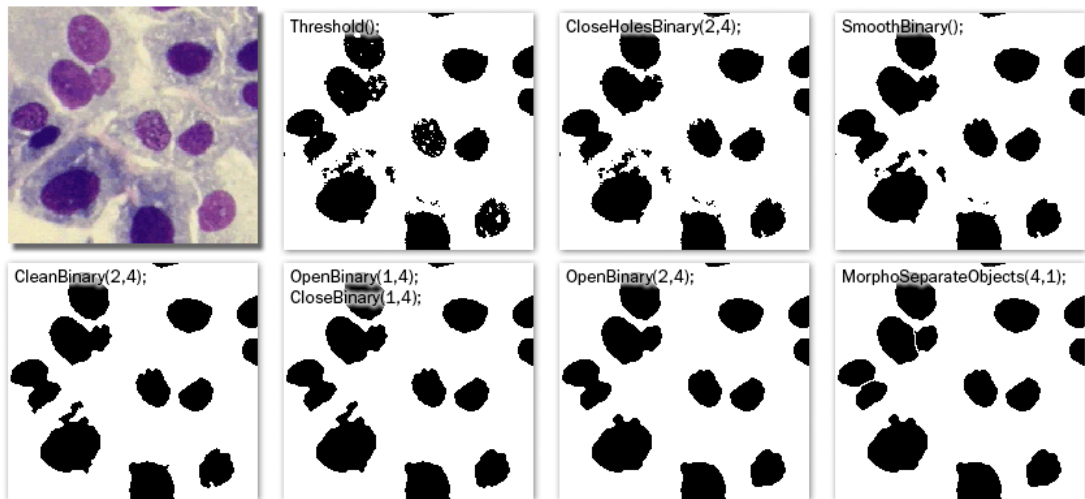 Threshold();
CloseHolesBinary(2,4);
SmoothBinary();
CleanBinary(2,4);
OpenBinary(1,4);
CloseBinary(1,4);
OpenBinary(2,4);
MorphoSeparateObjects(4,1);